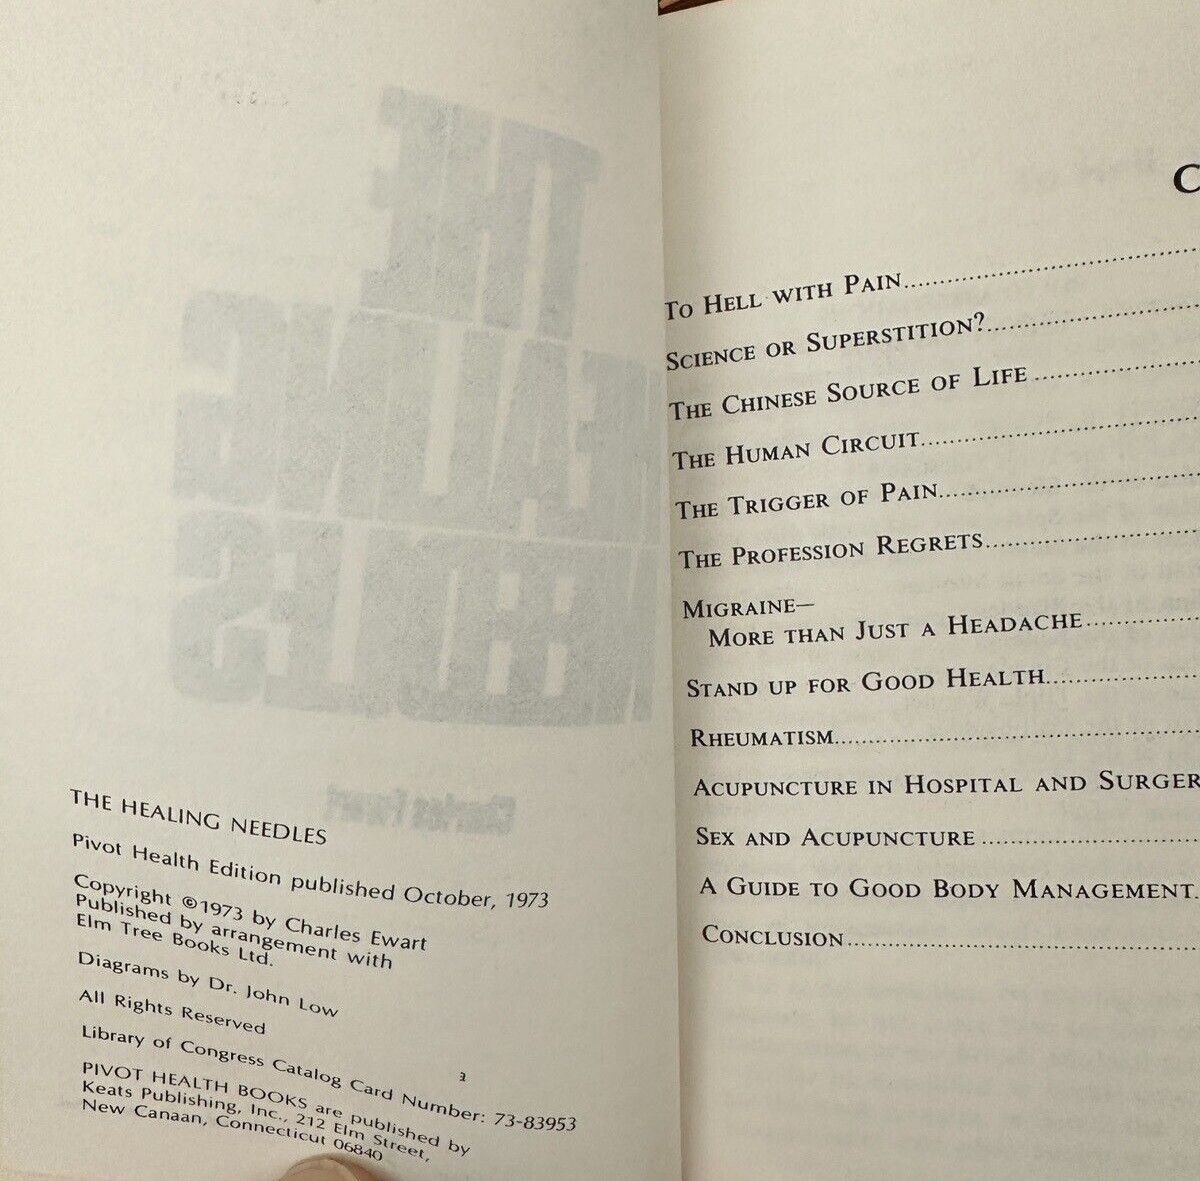 THE HEALING NEEDLES
Pivot Health Edition published October, 1973
Copyright ©1973 by Charles Ewart
Published by arrangement with
Elm Tree Books Ltd.
Diagrams by Dr. John Low
All Rights Reserved
Library of Congress Catalog Card Number: 73-83953
PIVOT HEALTH BOOKS are published by
Keats Publishing, Inc., 212 Elm Street,
New Canaan, Connecticut 06840
C
To Hell with Pain
Science or Superstition?
The Chinese Source of Life
The Human Circuit
The Trigger of Pain
The Profession Regrets
Migraine—
More than Just a Headache
Stand up for Good Health
Rheumatism
Acupuncture in Hospital and Surger
Sex and Acupuncture
A Guide to Good Body Management
Conclusion